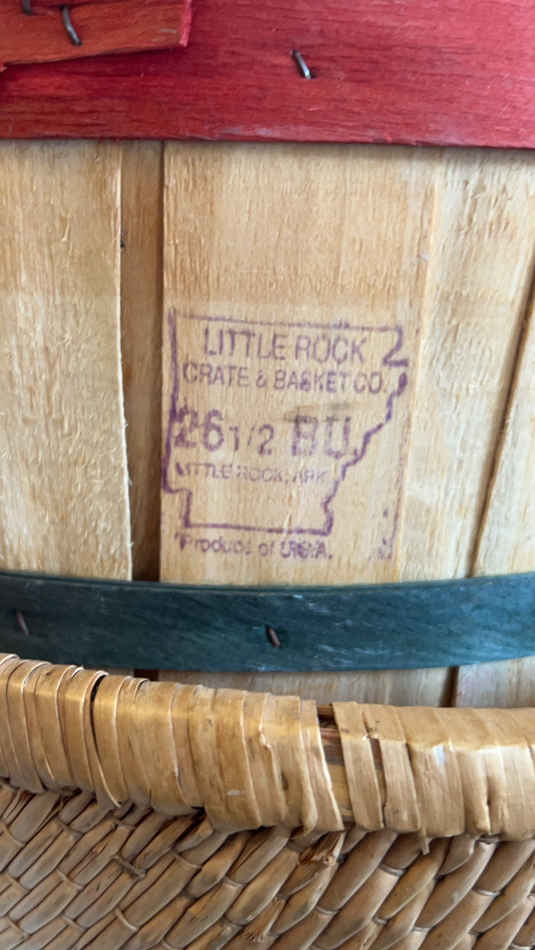 LITTLE ROCK
CRATE & BASKET CO.
26 1/2 BU.
LITTLE ROCK, ARK.
Product of U.S.A.